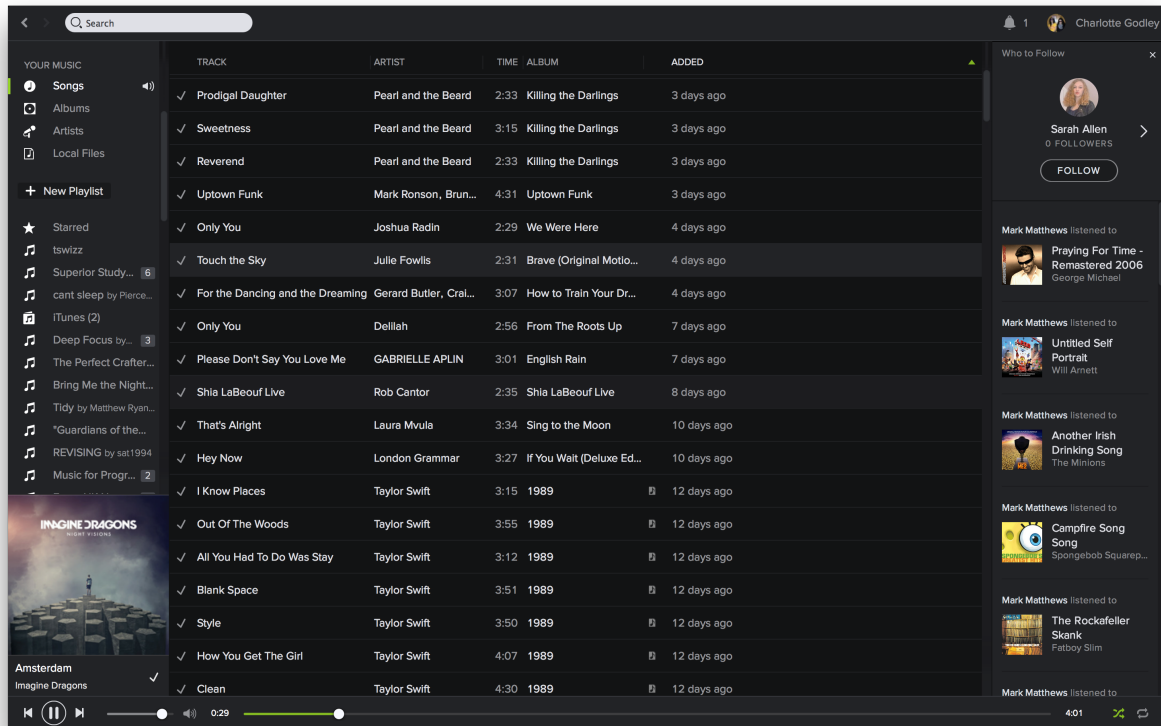 Search
1
Charlotte Godley
YOUR MUSIC
Songs
Albums
Artists
Local Files
New Playlist
Starred
tswizz
Superior Study... 6
cant sleep by Pierce...
iTunes (2)
Deep Focus by... 3
The Perfect Crafter...
Bring Me the Night...
Tidy by Matthew Ryan...
"Guardians of the...
REVISING by sat1994
Music for Progr... 2
IMAGINE DRAGONS
NIGHT VISIONS
Amsterdam
Imagine Dragons
TRACK ARTIST TIME ALBUM ADDED
Prodigal Daughter Pearl and the Beard 2:33 Killing the Darlings 3 days ago
Sweetness Pearl and the Beard 3:15 Killing the Darlings 3 days ago
Reverend Pearl and the Beard 2:33 Killing the Darlings 3 days ago
Uptown Funk Mark Ronson, Brun... 4:31 Uptown Funk 3 days ago
Only You Joshua Radin 2:29 We Were Here 4 days ago
Touch the Sky Julie Fowlis 2:31 Brave (Original Motio... 4 days ago
For the Dancing and the Dreaming Gerard Butler, Crai... 3:07 How to Train Your Dr... 4 days ago
Only You Delilah 2:56 From The Roots Up 7 days ago
Please Don't Say You Love Me GABRIELLE APLIN 3:01 English Rain 7 days ago
Shia LaBeouf Live Rob Cantor 2:35 Shia LaBeouf Live 8 days ago
That's Alright Laura Mvula 3:34 Sing to the Moon 10 days ago
Hey Now London Grammar 3:27 If You Wait (Deluxe Ed... 10 days ago
I Know Places Taylor Swift 3:15 1989 12 days ago
Out Of The Woods Taylor Swift 3:55 1989 12 days ago
All You Had To Do Was Stay Taylor Swift 3:12 1989 12 days ago
Blank Space Taylor Swift 3:51 1989 12 days ago
Style Taylor Swift 3:50 1989 12 days ago
How You Get The Girl Taylor Swift 4:07 1989 12 days ago
Clean Taylor Swift 4:30 1989 12 days ago
Who to Follow
Sarah Allen
0 FOLLOWERS
FOLLOW
Mark Matthews listened to
Praying For Time -
Remastered 2006
George Michael
Mark Matthews listened to
Untitled Self
Portrait
Will Arnett
Mark Matthews listened to
Another Irish
Drinking Song
The Minions
Mark Matthews listened to
Campfire Song
Song
Spongebob Squarep...
Mark Matthews listened to
The Rockafeller
Skank
Fatboy Slim
Mark Matthews listened to
0:29
4:01